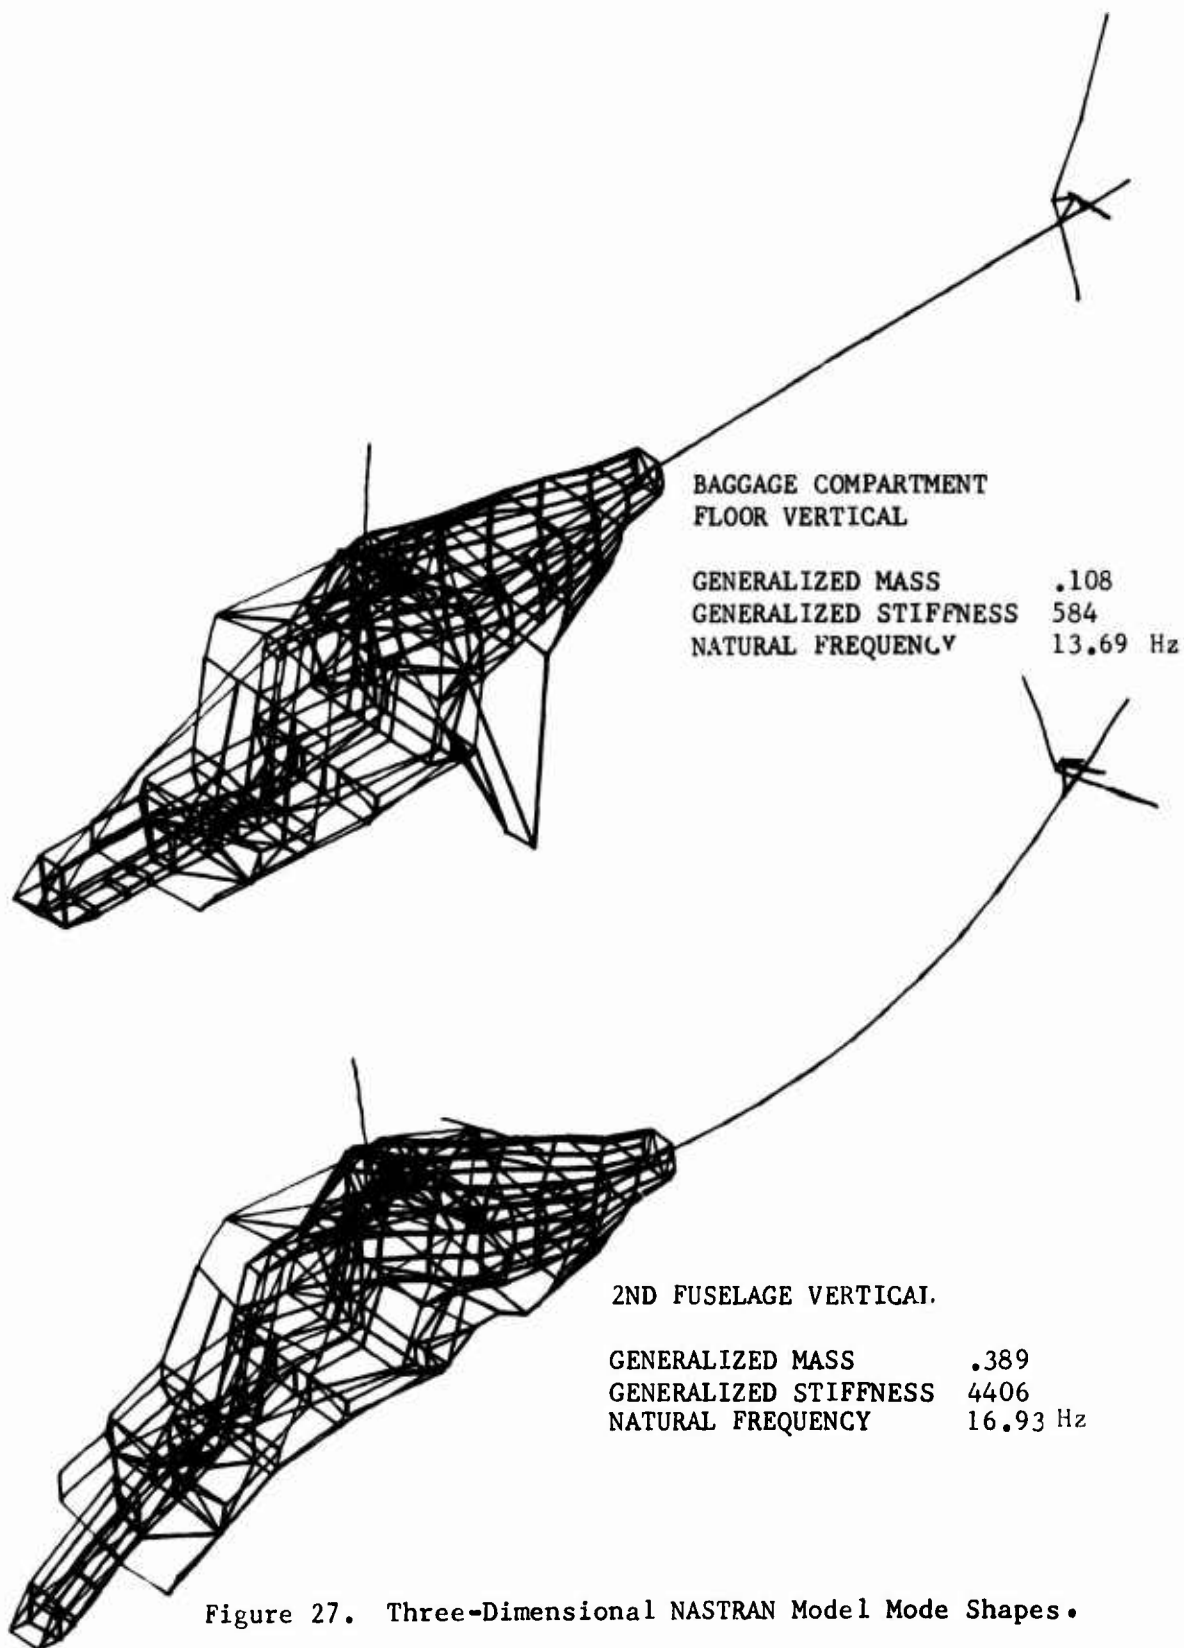 BAGGAGE COMPARTMENT
FLOOR VERTICAL
GENERALIZED MASS .108
GENERALIZED STIFFNESS 584
NATURAL FREQUENCY 13.69 Hz
2ND FUSELAGE VERTICAL
GENERALIZED MASS .389
GENERALIZED STIFFNESS 4406
NATURAL FREQUENCY 16.93 Hz
Figure 27. Three-Dimensional NASTRAN Model Mode Shapes.